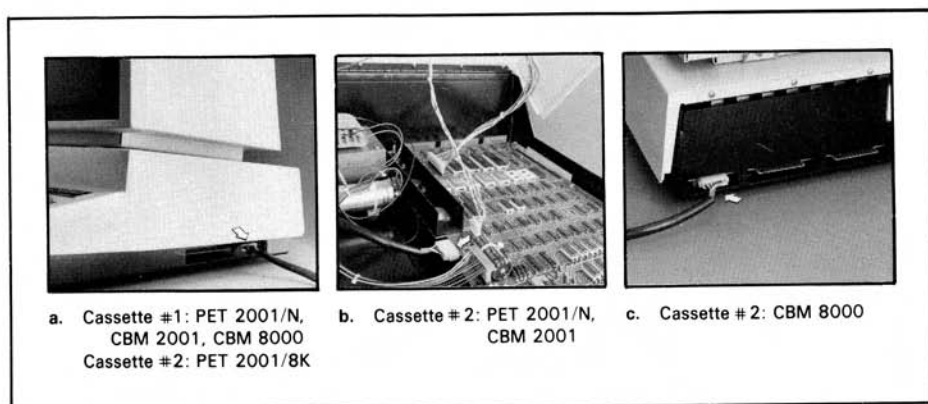 a. Cassette #1: PET 2001/N,
CBM 2001, CBM 8000
Cassette #2: PET 2001/8K
b. Cassette #2: PET 2001/N,
CBM 2001
c. Cassette #2: CBM 8000